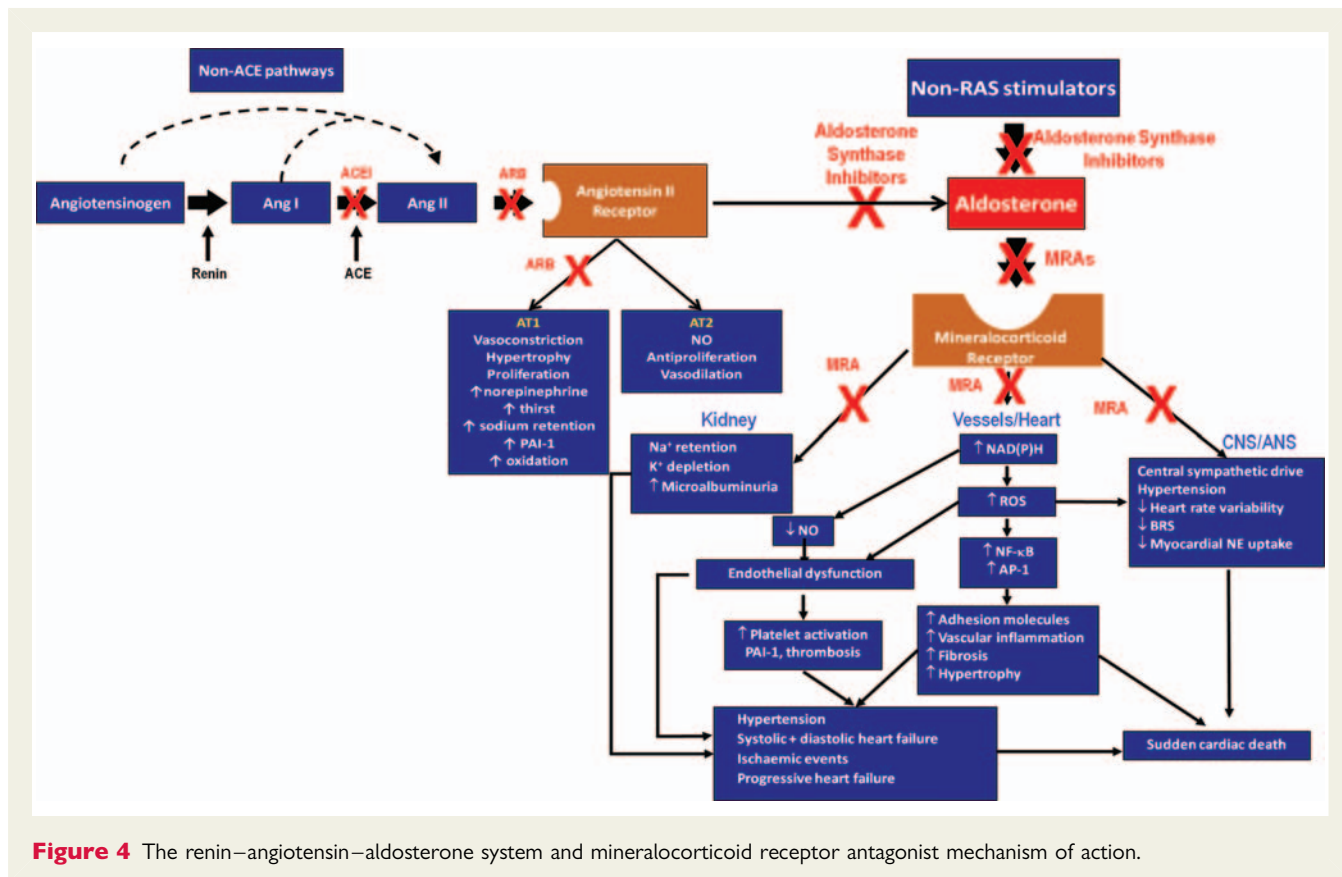 Non-ACE pathways
Non-RAS stimulators
Aldosterone
Synthase
Inhibitors
Aldosterone Synthase
Inhibitors
ACEI
ARB
Angiotensinogen
Ang I
Ang II
Angiotensin II
Receptor
Aldosterone
Renin
ACE
ARB
MRAs
AT1
Vasoconstriction
Hypertrophy
Proliferation
↑norepinephrine
↑ thirst
↑ sodium retention
↑ PAI-1
↑ oxidation
AT2
NO
Antiproliferation
Vasodilation
Mineralocorticoid
Receptor
MRA
MRA
MRA
Kidney
Vessels/Heart
CNS/ANS
Na⁺ retention
K⁺ depletion
↑ Microalbuminuria
↑ NAD(P)H
↑ ROS
↓ NO
↑ NF-κB
↑ AP-1
Central sympathetic drive
Hypertension
↓ Heart rate variability
↓ BRS
↓ Myocardial NE uptake
Endothelial dysfunction
↑ Platelet activation
PAI-1, thrombosis
↑ Adhesion molecules
↑ Vascular inflammation
↑ Fibrosis
↑ Hypertrophy
Hypertension
Systolic + diastolic heart failure
Ischaemic events
Progressive heart failure
Sudden cardiac death
Figure 4 The renin–angiotensin–aldosterone system and mineralocorticoid receptor antagonist mechanism of action.